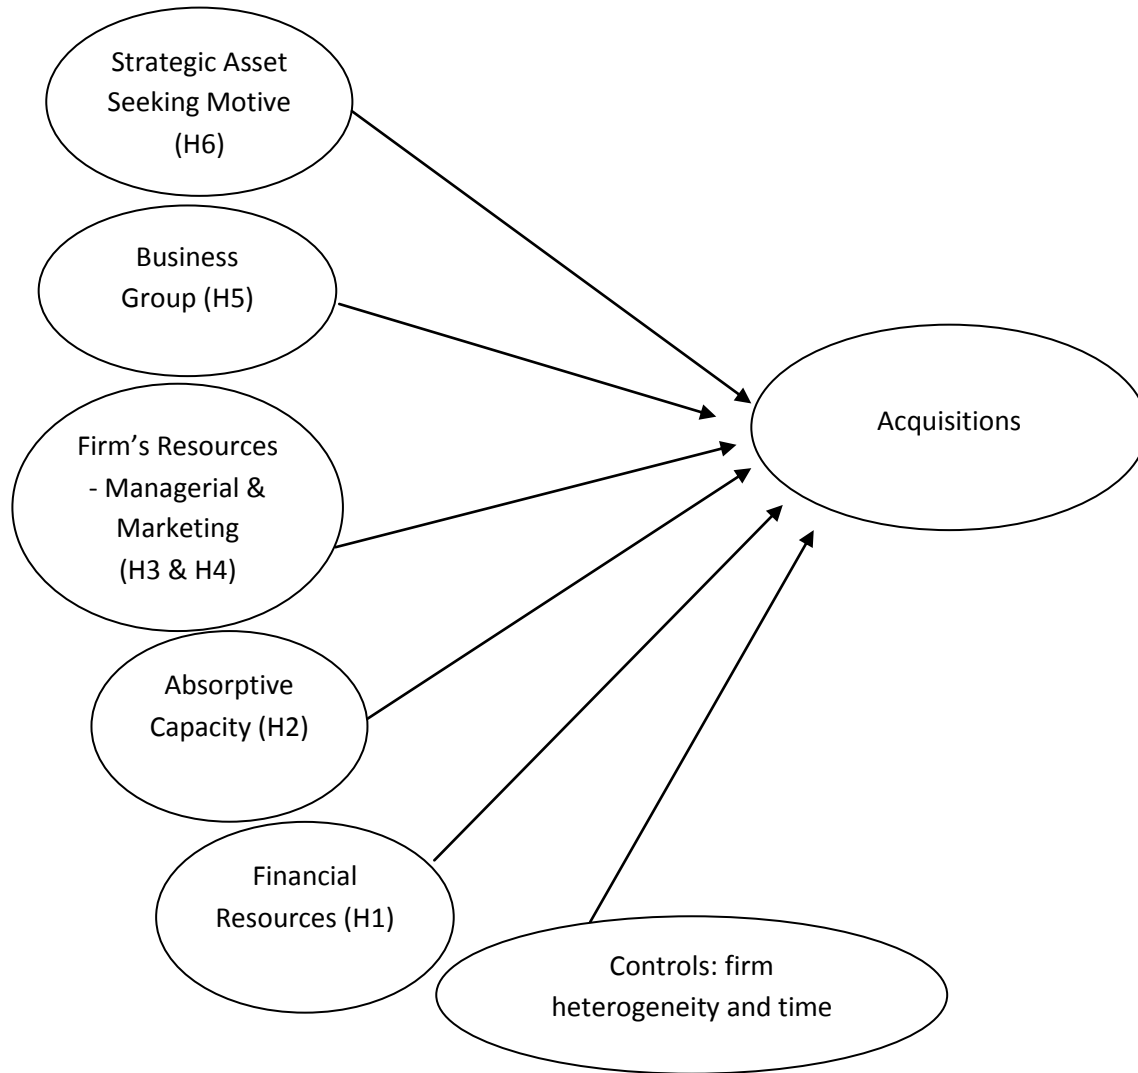 Strategic Asset
Seeking Motive
(H6)
Business
Group (H5)
Firm’s Resources
- Managerial &
Marketing
(H3 & H4)
Acquisitions
Absorptive
Capacity (H2)
Financial
Resources (H1)
Controls: firm
heterogeneity and time